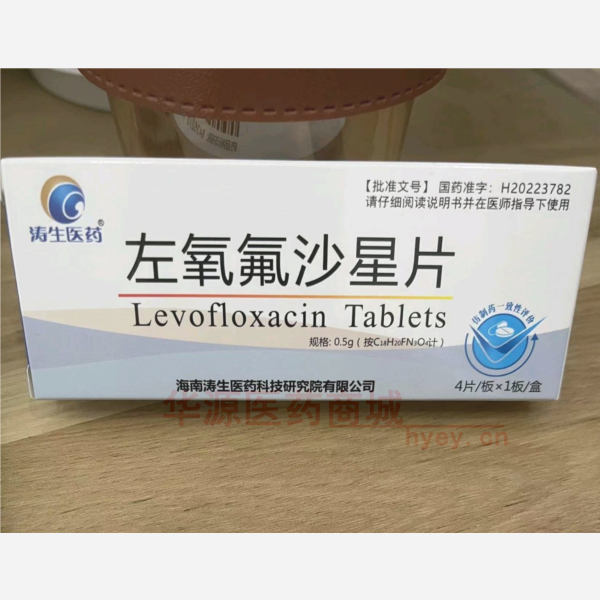 【批准文号】 国药准字：H20223782
请仔细阅读说明书并在医师指导下使用
涛生医药®
左氧氟沙星片
Levofloxacin Tablets
规格: 0.5g（按C₁₈H₂₀FN₃O₄计）
仿制药一致性评价
海南涛生医药科技研究院有限公司
4片/板×1板/盒
华源医药商城
hyey.cn